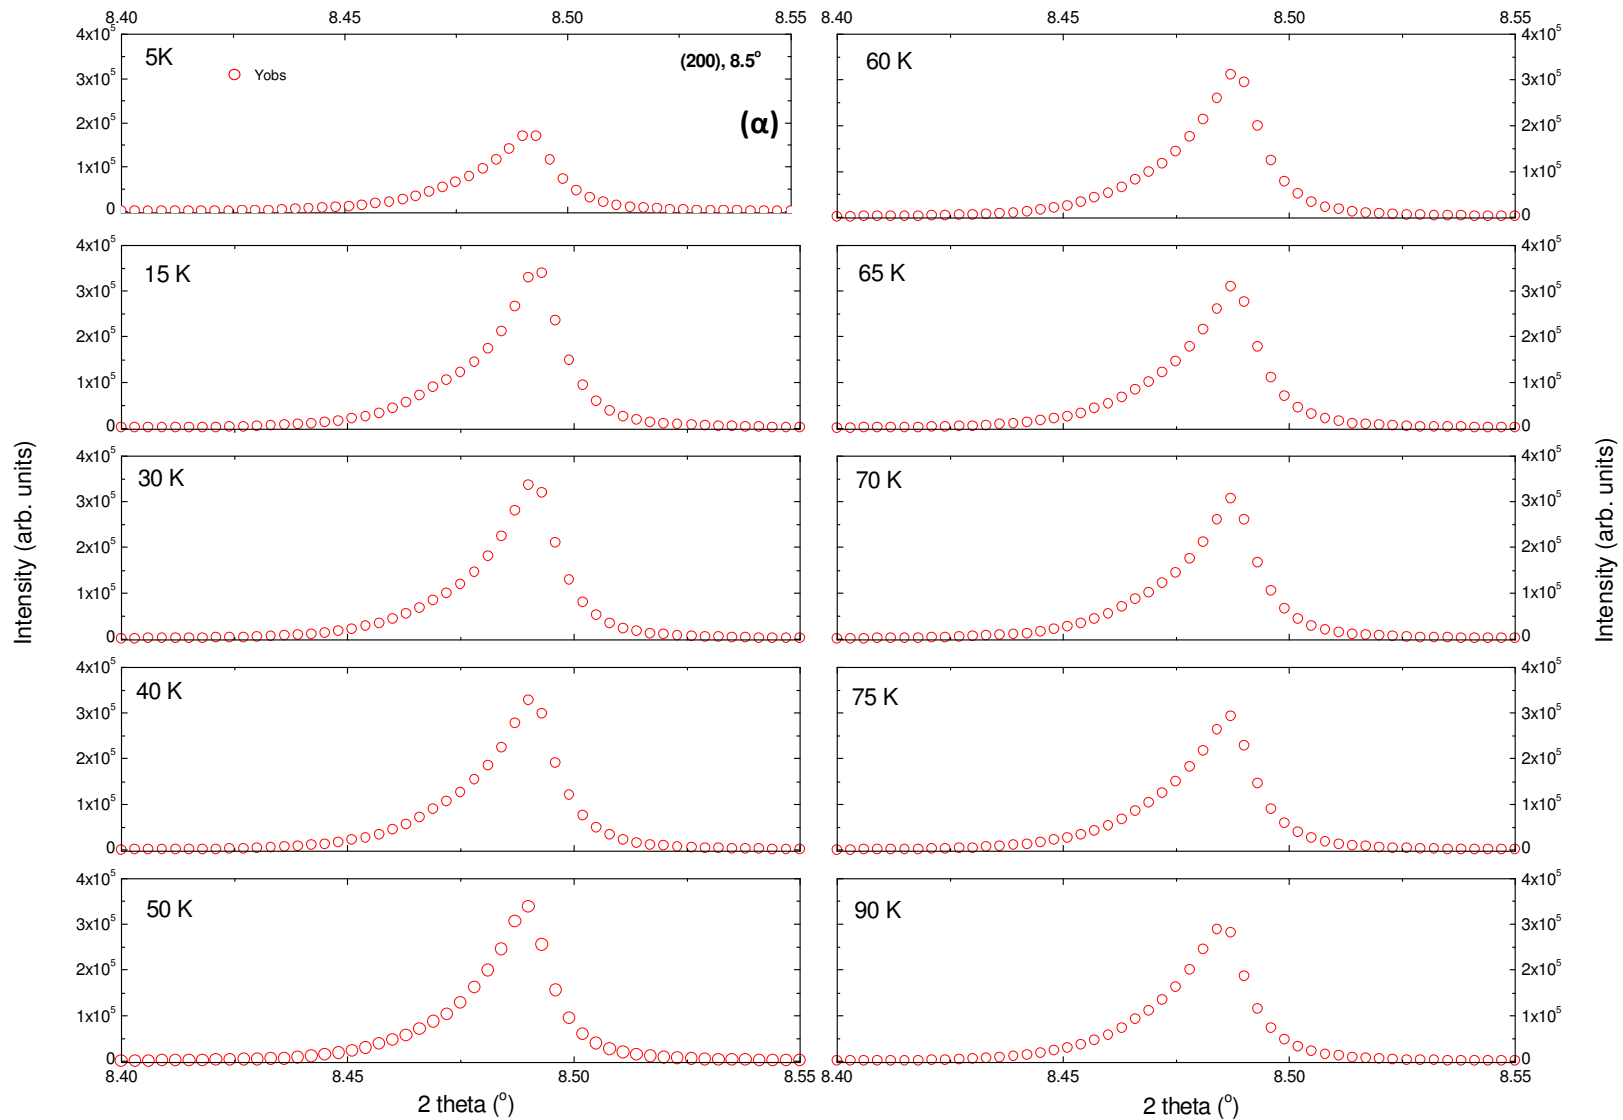 8.40 8.45 8.50 8.55
8.40 8.45 8.50 8.55
4x10⁵
3x10⁵
2x10⁵
1x10⁵
0
5K
Yobs
(200), 8.5°
(α)
60 K
4x10⁵
3x10⁵
2x10⁵
1x10⁵
0
4x10⁵
3x10⁵
2x10⁵
1x10⁵
0
15 K
65 K
4x10⁵
3x10⁵
2x10⁵
1x10⁵
0
4x10⁵
3x10⁵
2x10⁵
1x10⁵
0
30 K
70 K
4x10⁵
3x10⁵
2x10⁵
1x10⁵
0
4x10⁵
3x10⁵
2x10⁵
1x10⁵
0
40 K
75 K
4x10⁵
3x10⁵
2x10⁵
1x10⁵
0
4x10⁵
3x10⁵
2x10⁵
1x10⁵
0
50 K
90 K
4x10⁵
3x10⁵
2x10⁵
1x10⁵
0
8.40 8.45 8.50 8.55
8.40 8.45 8.50 8.55
2 theta (°)
2 theta (°)
Intensity (arb. units)
Intensity (arb. units)